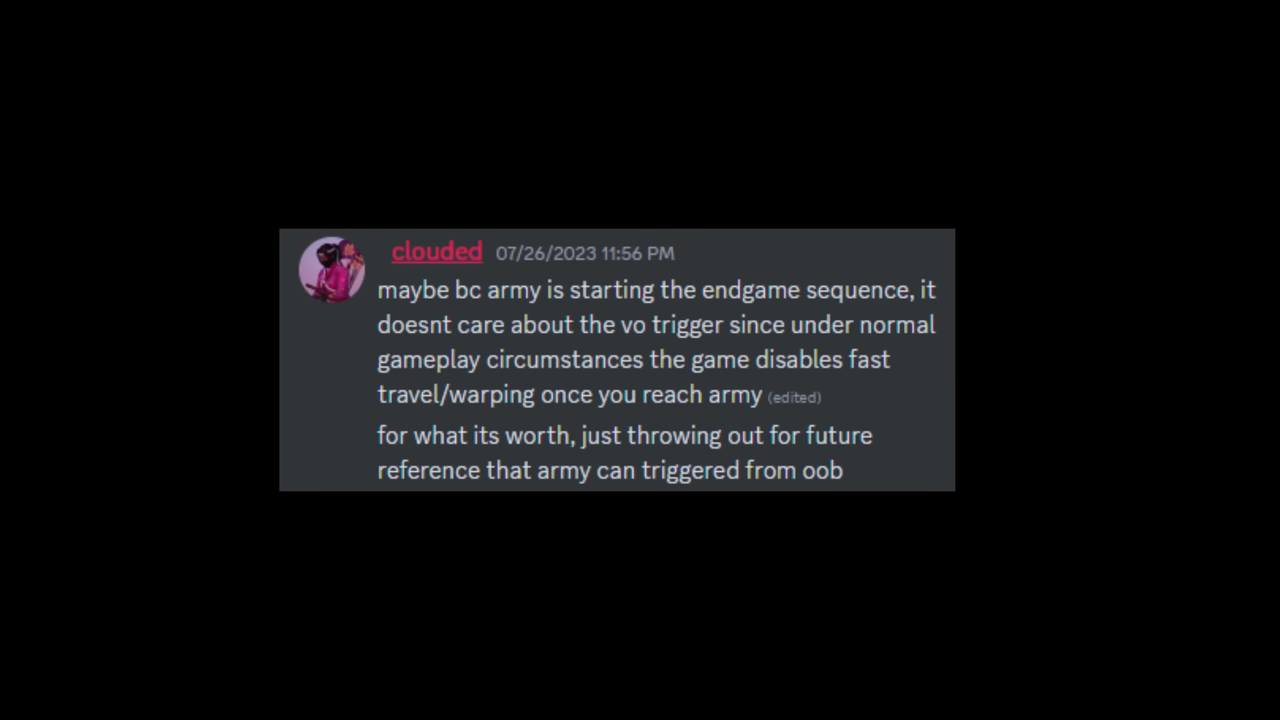 clouded 07/26/2023 11:56 PM
maybe bc army is starting the endgame sequence, it
doesnt care about the vo trigger since under normal
gameplay circumstances the game disables fast
travel/warping once you reach army (edited)
for what its worth, just throwing out for future
reference that army can triggered from oob